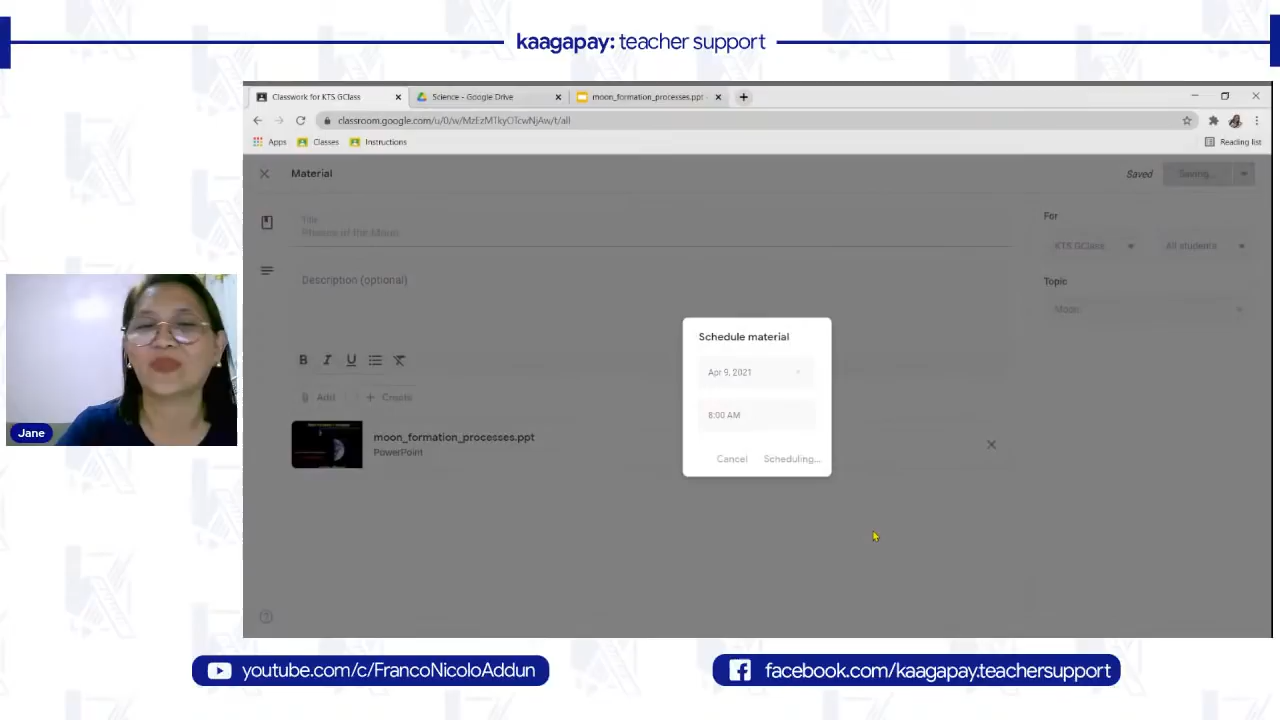 kaagapay: teacher support
Classwork for KTS GClass
Science - Google Drive
moon_formation_processes.ppt -
classroom.google.com/u/0/w/MzEzMTkyOTcwNjAw/t/all
Apps
Classes
Instructions
Reading list
Material
Saved
Saving...
Title
Phases of the Moon
For
KTS GClass
All students
Description (optional)
Topic
Schedule material
Apr 9, 2021
8:00 AM
Cancel
Scheduling...
B I U
Add
Create
moon_formation_processes.ppt
PowerPoint
Jane
youtube.com/c/FrancoNicoloAddun
facebook.com/kaagapay.teachersupport